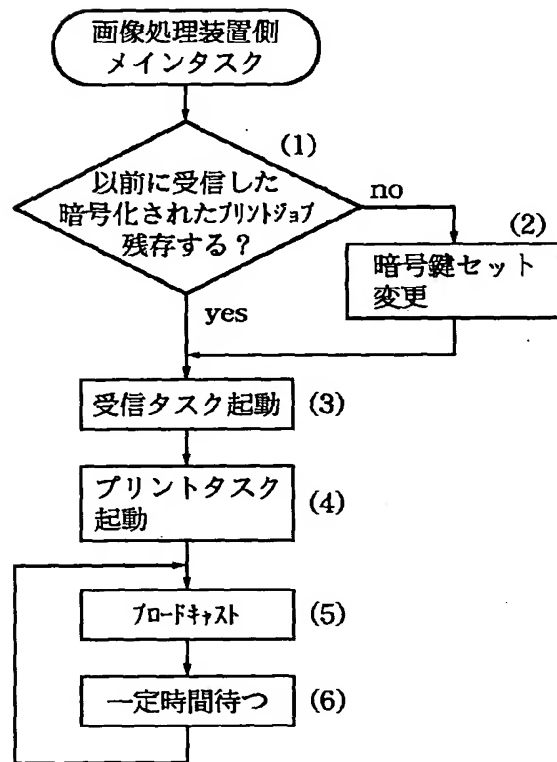 画像処理装置側
メインタスク
(1)
以前に受信した
暗号化されたプリントジョブ
残存する?
no
(2)
暗号鍵セット
変更
yes
受信タスク起動
(3)
プリントタスク
起動
(4)
ブロードキャスト
(5)
一定時間待つ
(6)